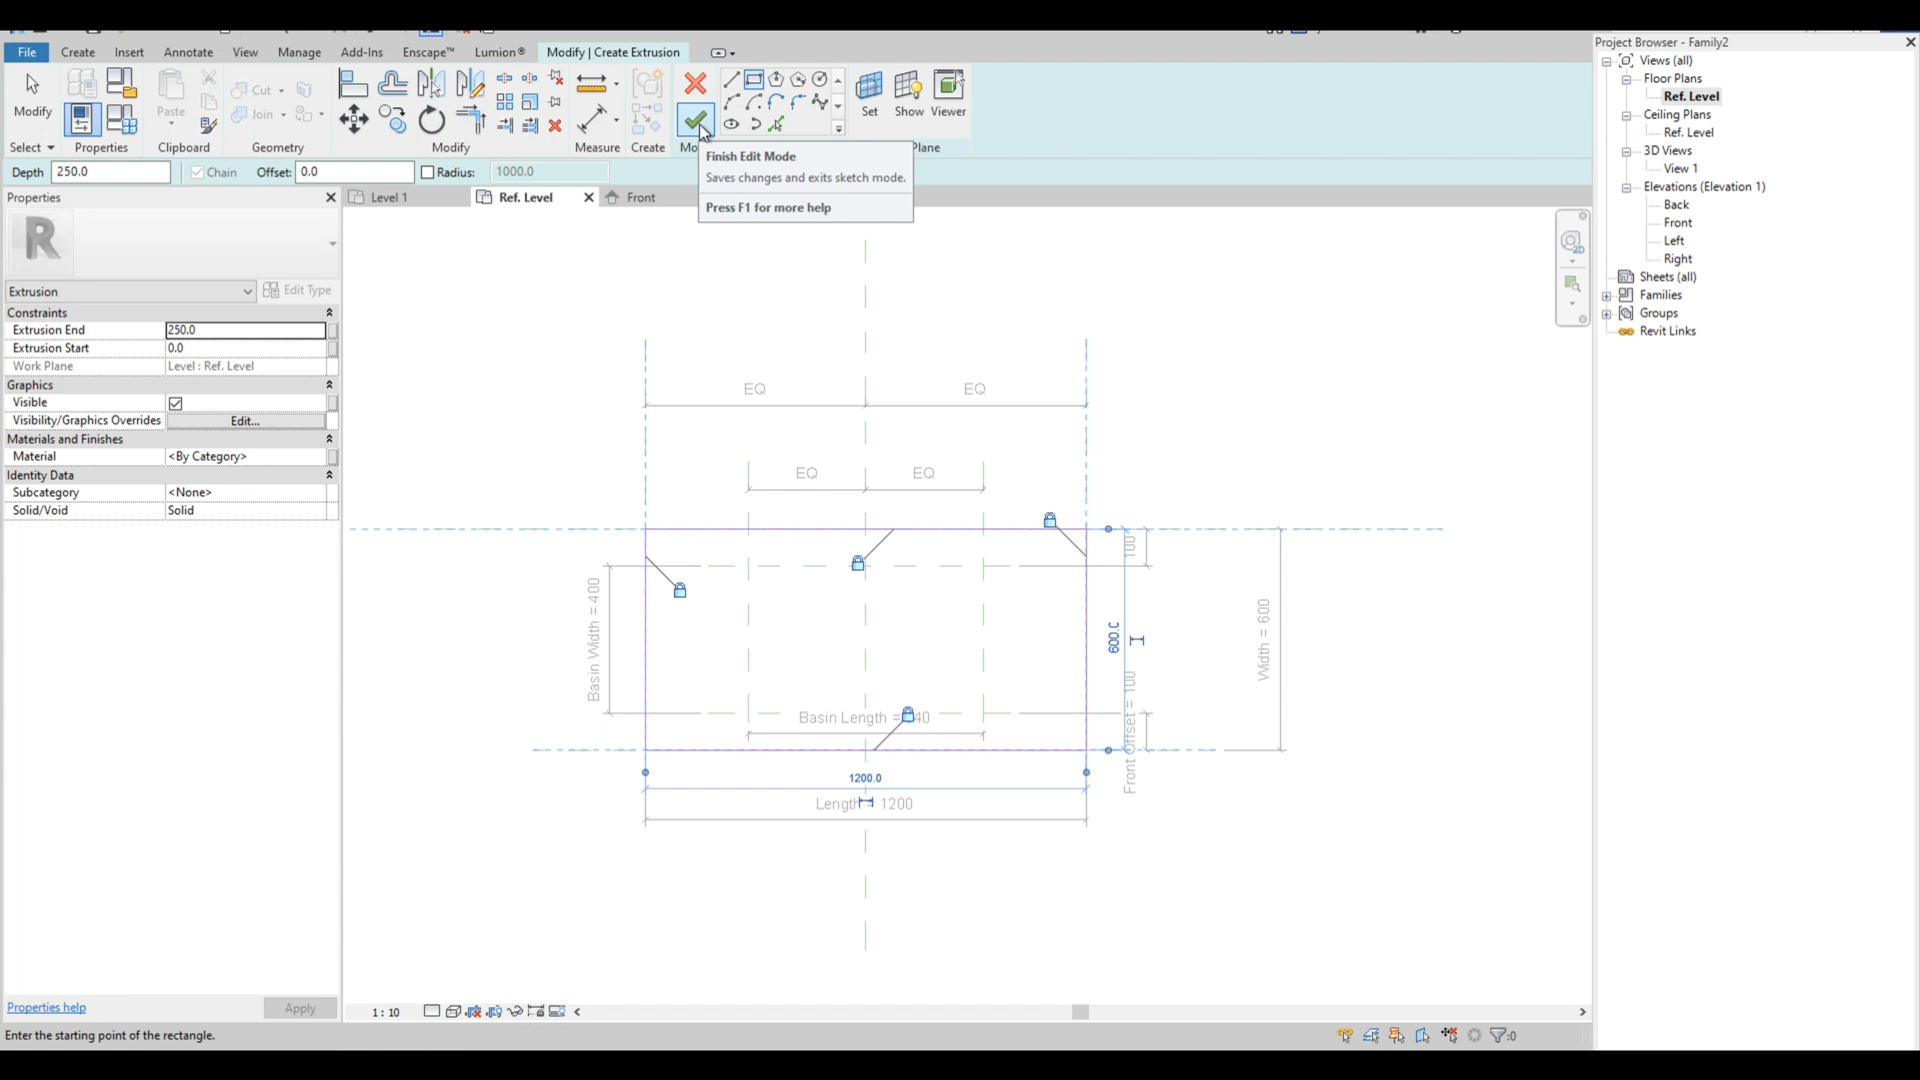 File Create Insert Annotate View Manage Add-Ins Enscape™ Lumion® Modify | Create Extrusion
Modify
Paste
Cut
Join
Set Show Viewer
Select Properties Clipboard Geometry Modify Measure Create Plane
Depth 250.0 Chain Offset: 0.0 Radius: 1000.0
Finish Edit Mode
Saves changes and exits sketch mode.
Press F1 for more help
Properties
Level 1 Ref. Level Front
R
Extrusion Edit Type
Constraints
Extrusion End 250.0
Extrusion Start 0.0
Work Plane Level : Ref. Level
Graphics
Visible
Visibility/Graphics Overrides Edit...
Materials and Finishes
Material <By Category>
Identity Data
Subcategory <None>
Solid/Void Solid
Properties help Apply
EQ EQ
EQ EQ
100
Basin Width = 400
600.0
Width = 600
Basin Length =
Front Offset = 100
1200.0
Length = 1200
2D
1 : 10
Enter the starting point of the rectangle.
:0
Project Browser - Family2
Views (all)
Floor Plans
Ref. Level
Ceiling Plans
Ref. Level
3D Views
View 1
Elevations (Elevation 1)
Back
Front
Left
Right
Sheets (all)
Families
Groups
Revit Links